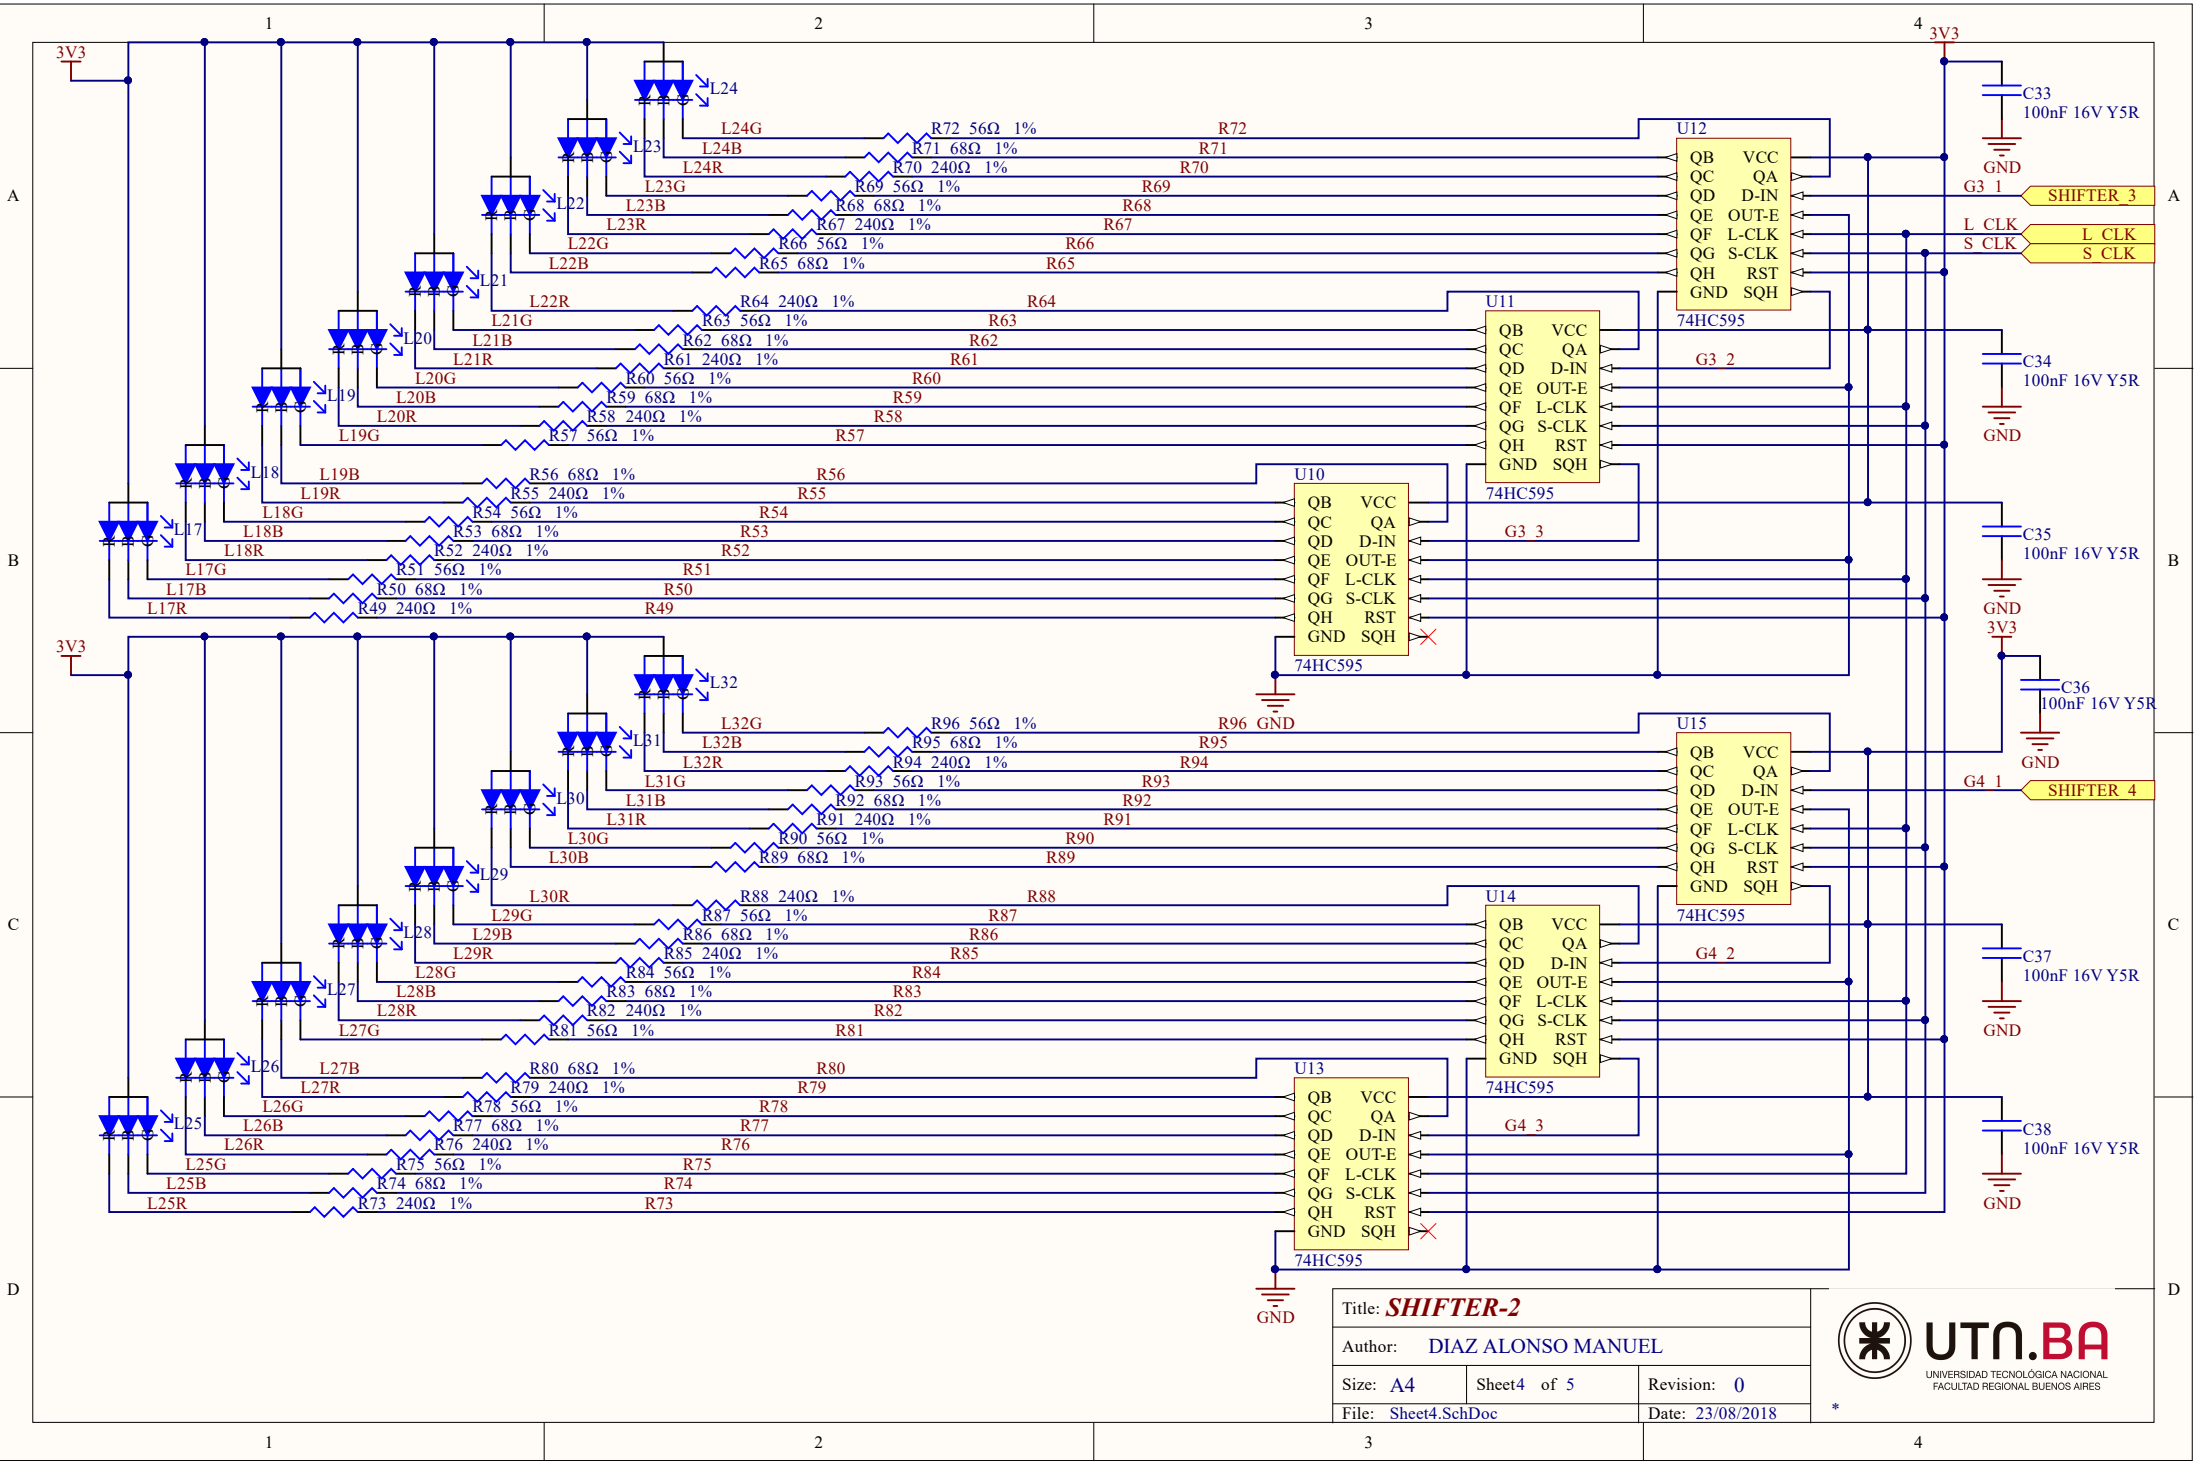 1 2 3 4
3V3
3V3
L24
C33
100nF 16V Y5R
GND
L24G R72 56Ω 1% R72
L24B R71 68Ω 1% R71
L24R R70 240Ω 1% R70
L23
L23G R69 56Ω 1% R69
L23B R68 68Ω 1% R68
L23R R67 240Ω 1% R67
L22
L22G R66 56Ω 1% R66
L22B R65 68Ω 1% R65
U12
QB VCC
QC QA
QD D-IN
QE OUT-E
QF L-CLK
QG S-CLK
QH RST
GND SQH
74HC595
A
G3_1 SHIFTER_3
A
L_CLK L_CLK
S_CLK S_CLK
L21
L22R R64 240Ω 1% R64
L21G R63 56Ω 1% R63
L21B R62 68Ω 1% R62
L21R R61 240Ω 1% R61
L20
L20G R60 56Ω 1% R60
L20B R59 68Ω 1% R59
L20R R58 240Ω 1% R58
L19
L19G R57 56Ω 1% R57
U11
QB VCC
QC QA
QD D-IN
QE OUT-E
QF L-CLK
QG S-CLK
QH RST
GND SQH
74HC595
G3_2
C34
100nF 16V Y5R
GND
L18
L19B R56 68Ω 1% R56
L19R R55 240Ω 1% R55
L18G R54 56Ω 1% R54
L18B R53 68Ω 1% R53
L18R R52 240Ω 1% R52
L17
L17G R51 56Ω 1% R51
L17B R50 68Ω 1% R50
L17R R49 240Ω 1% R49
U10
QB VCC
QC QA
QD D-IN
QE OUT-E
QF L-CLK
QG S-CLK
QH RST
GND SQH
74HC595
G3_3
GND
C35
100nF 16V Y5R
GND
B
B
3V3
3V3
C36
100nF 16V Y5R
GND
L32
L32G R96 56Ω 1% R96
L32B R95 68Ω 1% R95
L32R R94 240Ω 1% R94
L31
L31G R93 56Ω 1% R93
L31B R92 68Ω 1% R92
L31R R91 240Ω 1% R91
L30
L30G R90 56Ω 1% R90
L30B R89 68Ω 1% R89
U15
QB VCC
QC QA
QD D-IN
QE OUT-E
QF L-CLK
QG S-CLK
QH RST
GND SQH
74HC595
G4_1 SHIFTER_4
L29
L30R R88 240Ω 1% R88
L29G R87 56Ω 1% R87
L29B R86 68Ω 1% R86
L29R R85 240Ω 1% R85
L28
L28G R84 56Ω 1% R84
L28B R83 68Ω 1% R83
L28R R82 240Ω 1% R82
L27
L27G R81 56Ω 1% R81
U14
QB VCC
QC QA
QD D-IN
QE OUT-E
QF L-CLK
QG S-CLK
QH RST
GND SQH
74HC595
G4_2
C
C
C37
100nF 16V Y5R
GND
L26
L27B R80 68Ω 1% R80
L27R R79 240Ω 1% R79
L26G R78 56Ω 1% R78
L26B R77 68Ω 1% R77
L26R R76 240Ω 1% R76
L25
L25G R75 56Ω 1% R75
L25B R74 68Ω 1% R74
L25R R73 240Ω 1% R73
U13
QB VCC
QC QA
QD D-IN
QE OUT-E
QF L-CLK
QG S-CLK
QH RST
GND SQH
74HC595
G4_3
GND
C38
100nF 16V Y5R
GND
D
D
Title: SHIFTER-2
Author: DIAZ ALONSO MANUEL
Size: A4 Sheet 4 of 5 Revision: 0
File: Sheet4.SchDoc Date: 23/08/2018
UTN.BA
UNIVERSIDAD TECNOLÓGICA NACIONAL
FACULTAD REGIONAL BUENOS AIRES
*
1 2 3 4